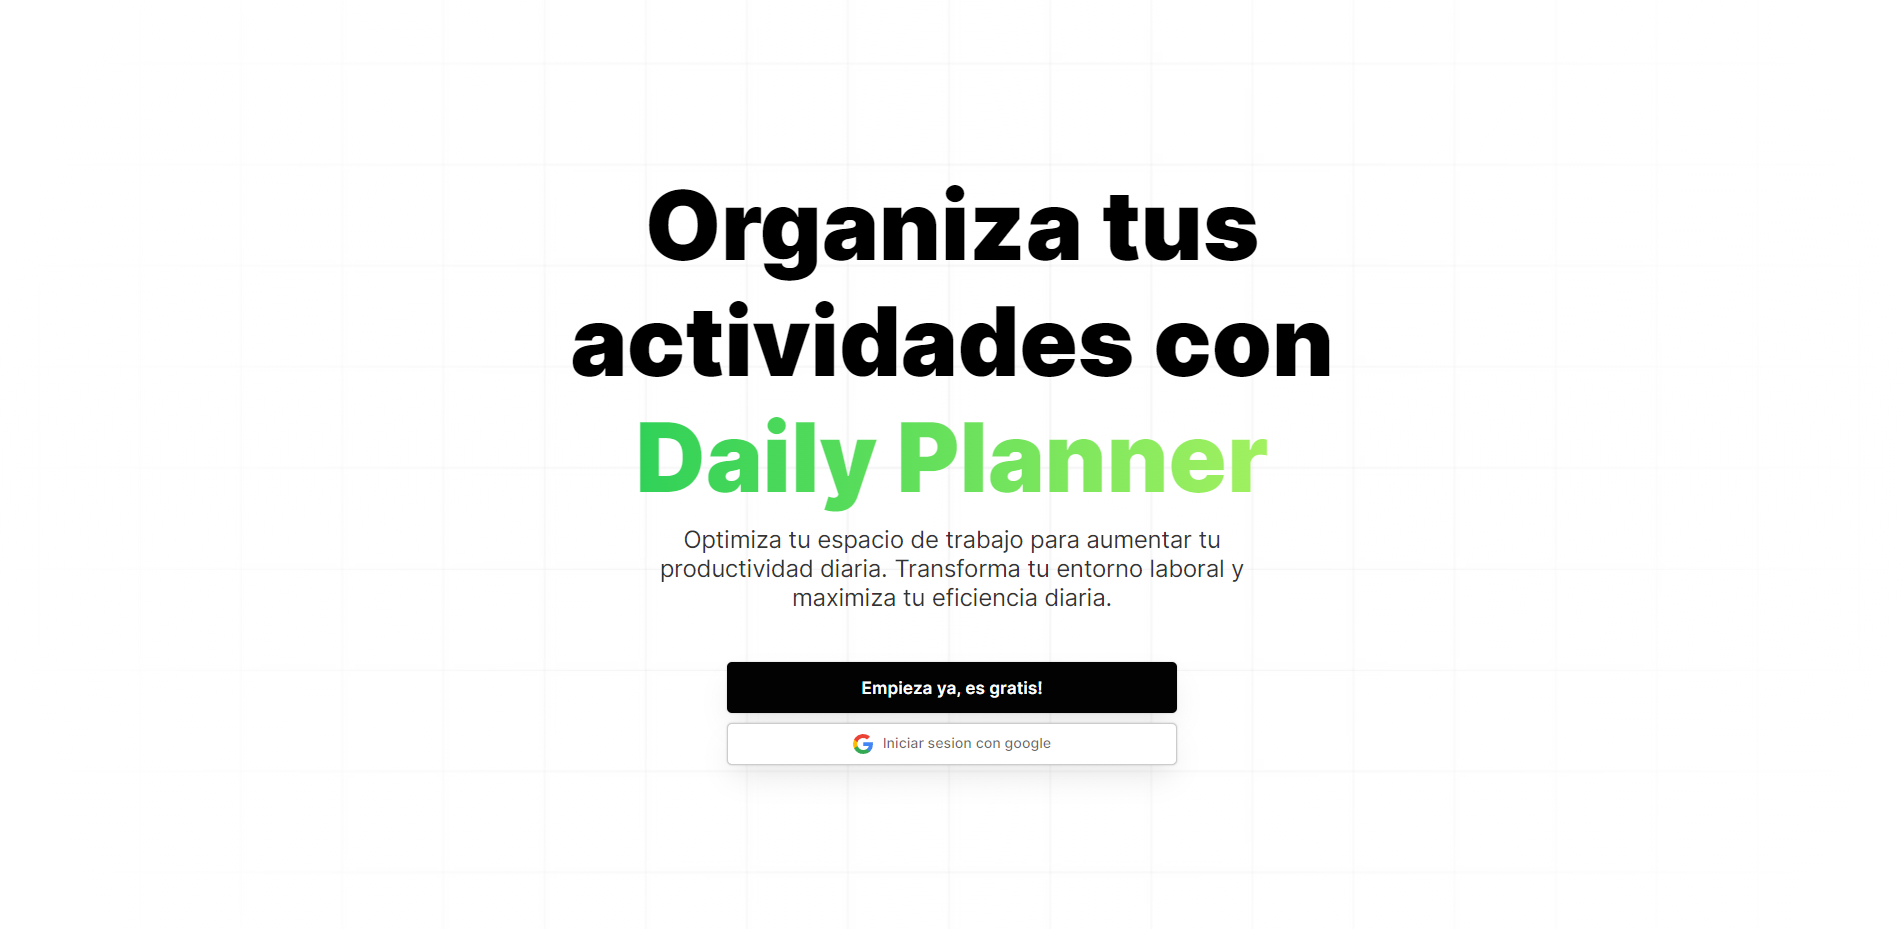 Organiza tus
actividades con
Daily Planner
Optimiza tu espacio de trabajo para aumentar tu
productividad diaria. Transforma tu entorno laboral y
maximiza tu eficiencia diaria.
Empieza ya, es gratis!
Iniciar sesion con google